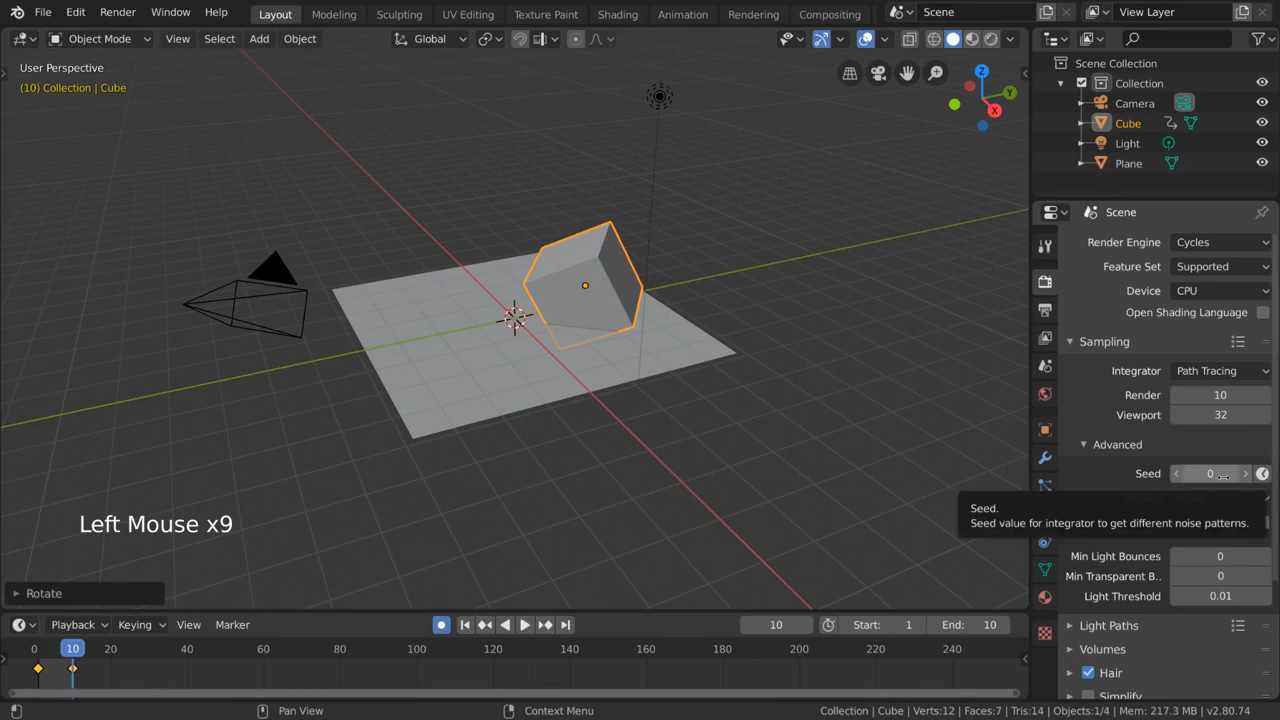 File Edit Render Window Help Layout Modeling Sculpting UV Editing Texture Paint Shading Animation Rendering Compositing Scene View Layer
Object Mode View Select Add Object Global
User Perspective
(10) Collection | Cube
Z
Y
X
Left Mouse x9
Rotate
Scene Collection
Collection
Camera
Cube
Light
Plane
Scene
Render Engine Cycles
Feature Set Supported
Device CPU
Open Shading Language
Sampling
Integrator Path Tracing
Render 10
Viewport 32
Advanced
Seed 0
Seed.
Seed value for integrator to get different noise patterns.
Min Light Bounces 0
Min Transparent B.. 0
Light Threshold 0.01
Light Paths
Volumes
Hair
Simplify
Playback Keying View Marker 10 Start: 1 End: 10
0 10 20 40 60 80 100 120 140 160 180 200 220 240
Pan View Context Menu Collection | Cube | Verts:12 | Faces:7 | Tris:14 | Objects:1/4 | Mem: 217.3 MB | v2.80.74